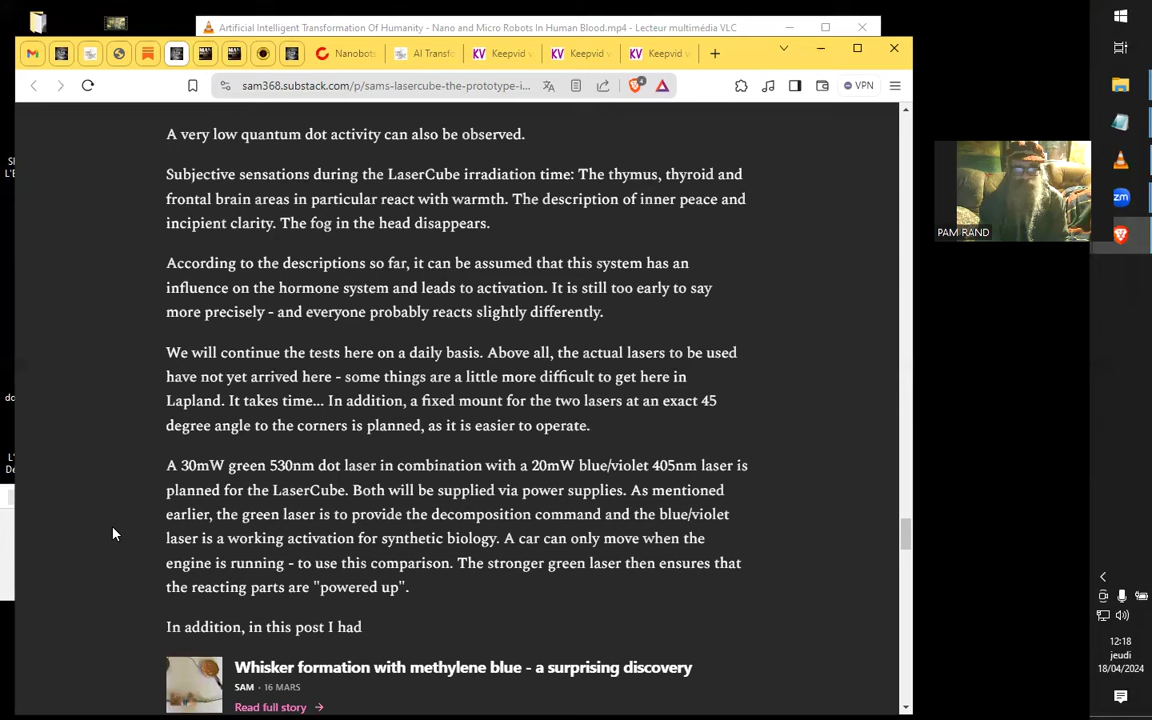 Artificial Intelligent Transformation Of Humanity - Nano and Micro Robots In Human Blood.mp4 - Lecteur multimédia VLC
Nanobots
AI Transfo
Keepvid v
Keepvid v
Keepvid v
sam368.substack.com/p/sams-lasercube-the-prototype-i...
4
VPN
A very low quantum dot activity can also be observed.
Subjective sensations during the LaserCube irradiation time: The thymus, thyroid and
frontal brain areas in particular react with warmth. The description of inner peace and
incipient clarity. The fog in the head disappears.
According to the descriptions so far, it can be assumed that this system has an
influence on the hormone system and leads to activation. It is still too early to say
more precisely - and everyone probably reacts slightly differently.
We will continue the tests here on a daily basis. Above all, the actual lasers to be used
have not yet arrived here - some things are a little more difficult to get here in
Lapland. It takes time... In addition, a fixed mount for the two lasers at an exact 45
degree angle to the corners is planned, as it is easier to operate.
A 30mW green 530nm dot laser in combination with a 20mW blue/violet 405nm laser is
planned for the LaserCube. Both will be supplied via power supplies. As mentioned
earlier, the green laser is to provide the decomposition command and the blue/violet
laser is a working activation for synthetic biology. A car can only move when the
engine is running - to use this comparison. The stronger green laser then ensures that
the reacting parts are "powered up".
In addition, in this post I had
Whisker formation with methylene blue - a surprising discovery
SAM · 16 MARS
Read full story →
PAM RAND
zm
12:18
jeudi
18/04/2024